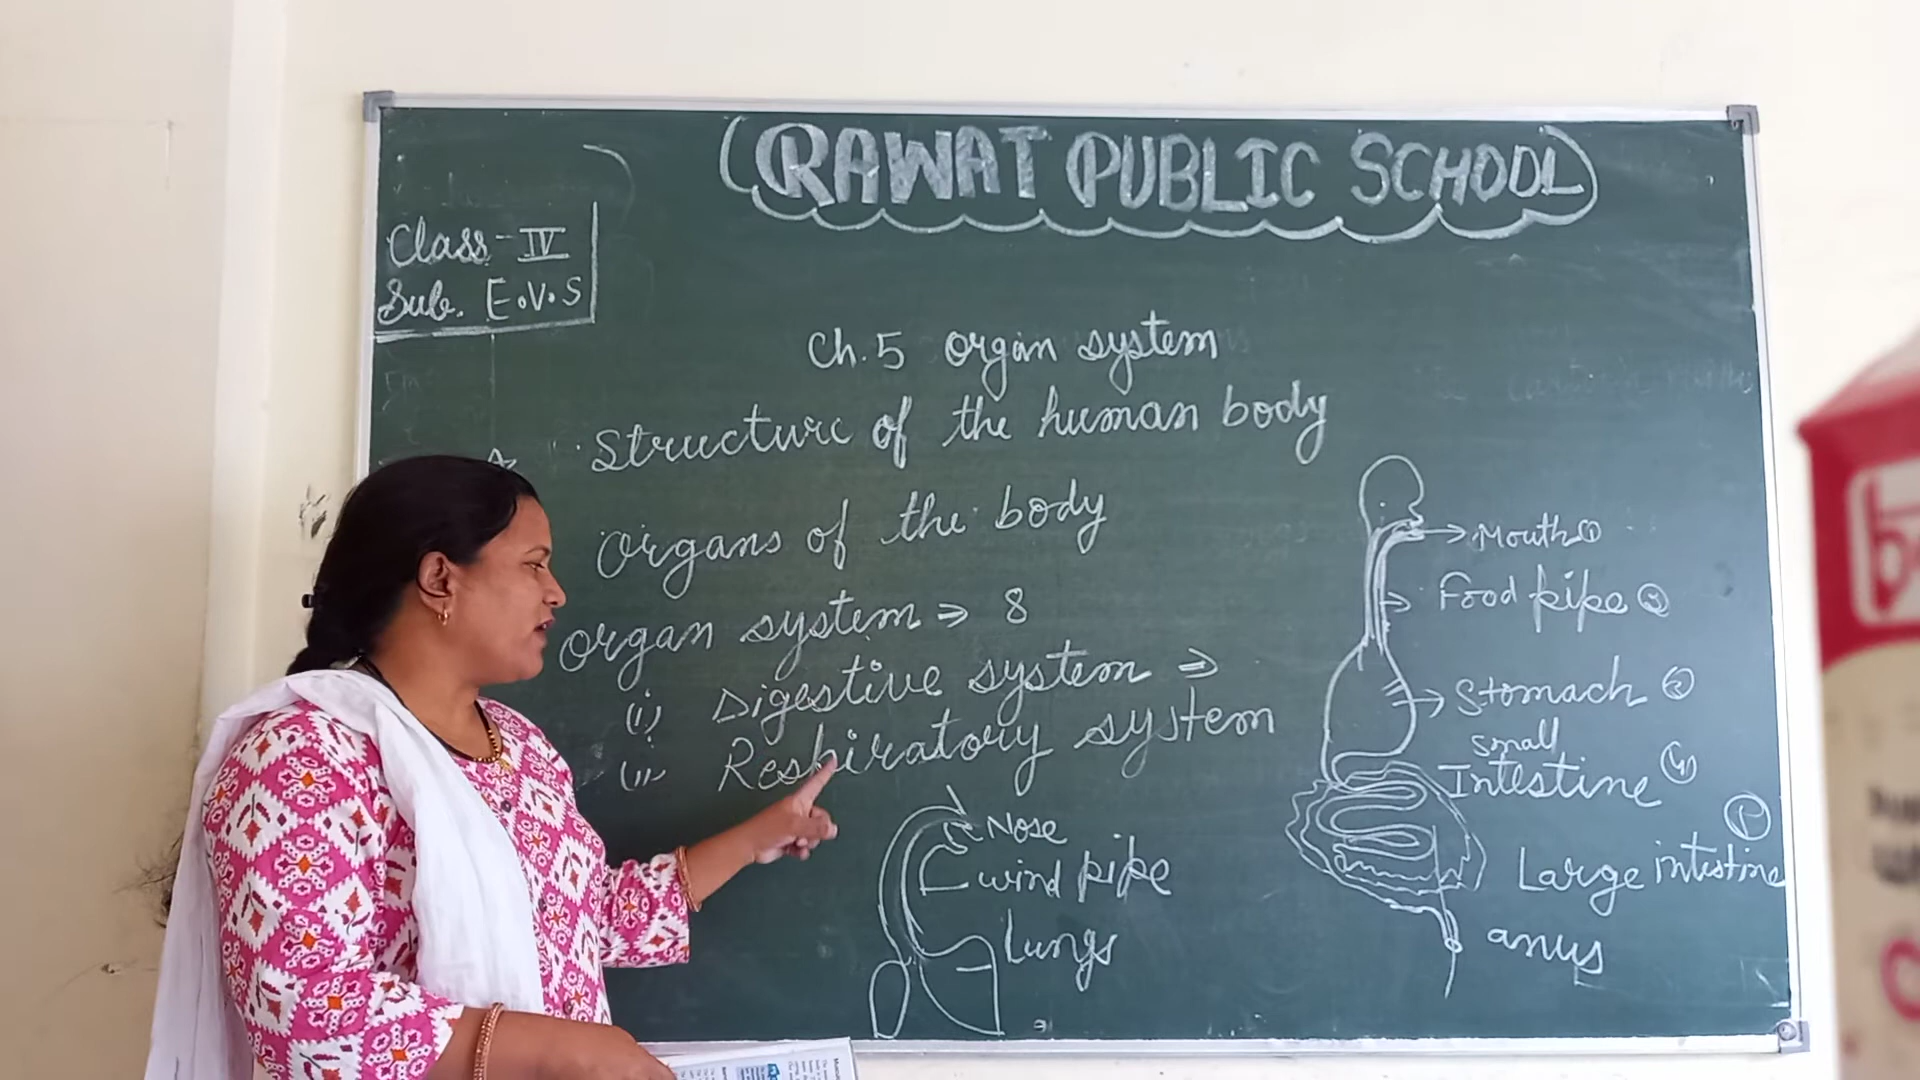 RAWAT PUBLIC SCHOOL
Class-IV
Sub. E.V.S
Ch.5 organ system
Structure of the human body
organs of the body
organ system ⇒ 8
(i) Digestive system ⇒
(ii) Respiratory system
Nose
wind pipe
Lungs
Mouth ①
Food pipe
Stomach
small
Intestine ④
Large intestine
anus